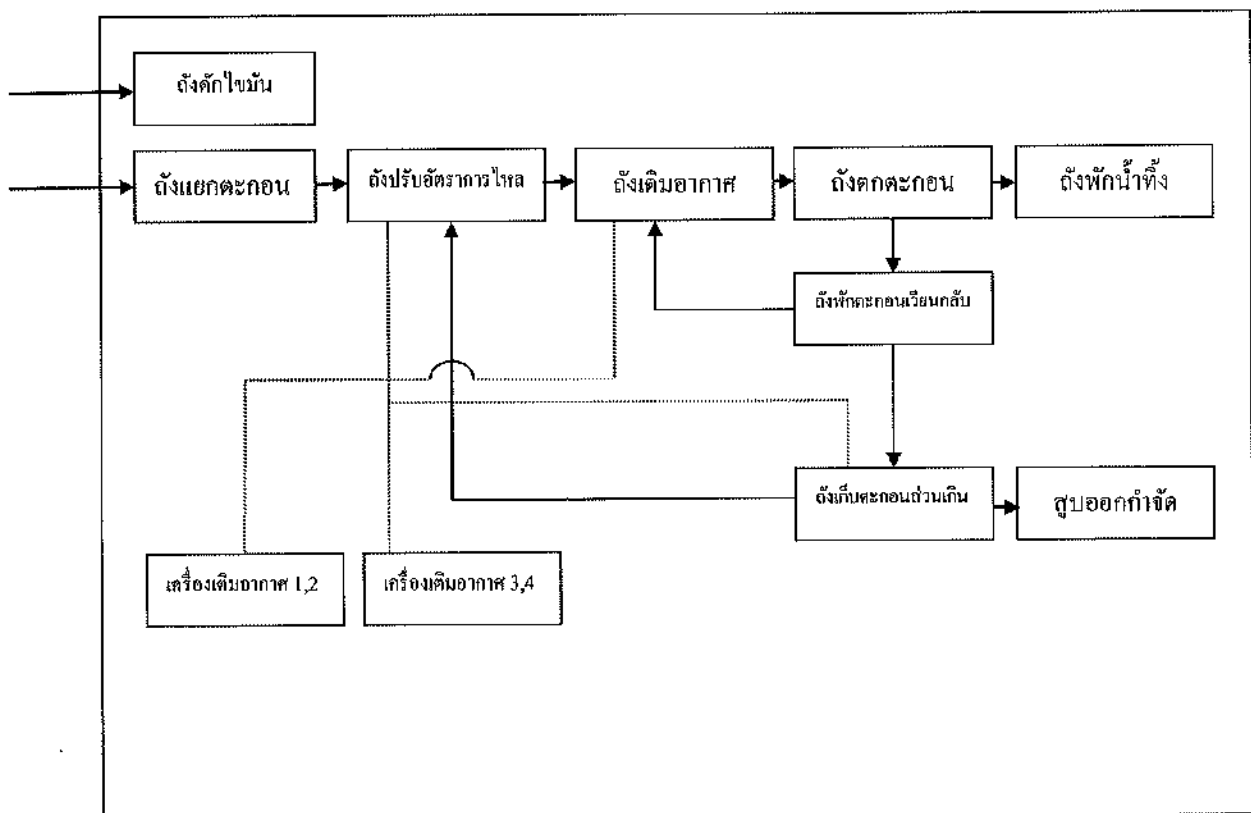 ถังดักไขมัน
ถังแยกตะกอน
ถังปรับอัตราการไหล
ถังเติมอากาศ
ถังตกตะกอน
ถังพักน้ำทิ้ง
ถังพักตะกอนเวียนกลับ
ถังเก็บตะกอนส่วนเกิน
สูบออกกำจัด
เครื่องเติมอากาศ 1,2
เครื่องเติมอากาศ 3,4